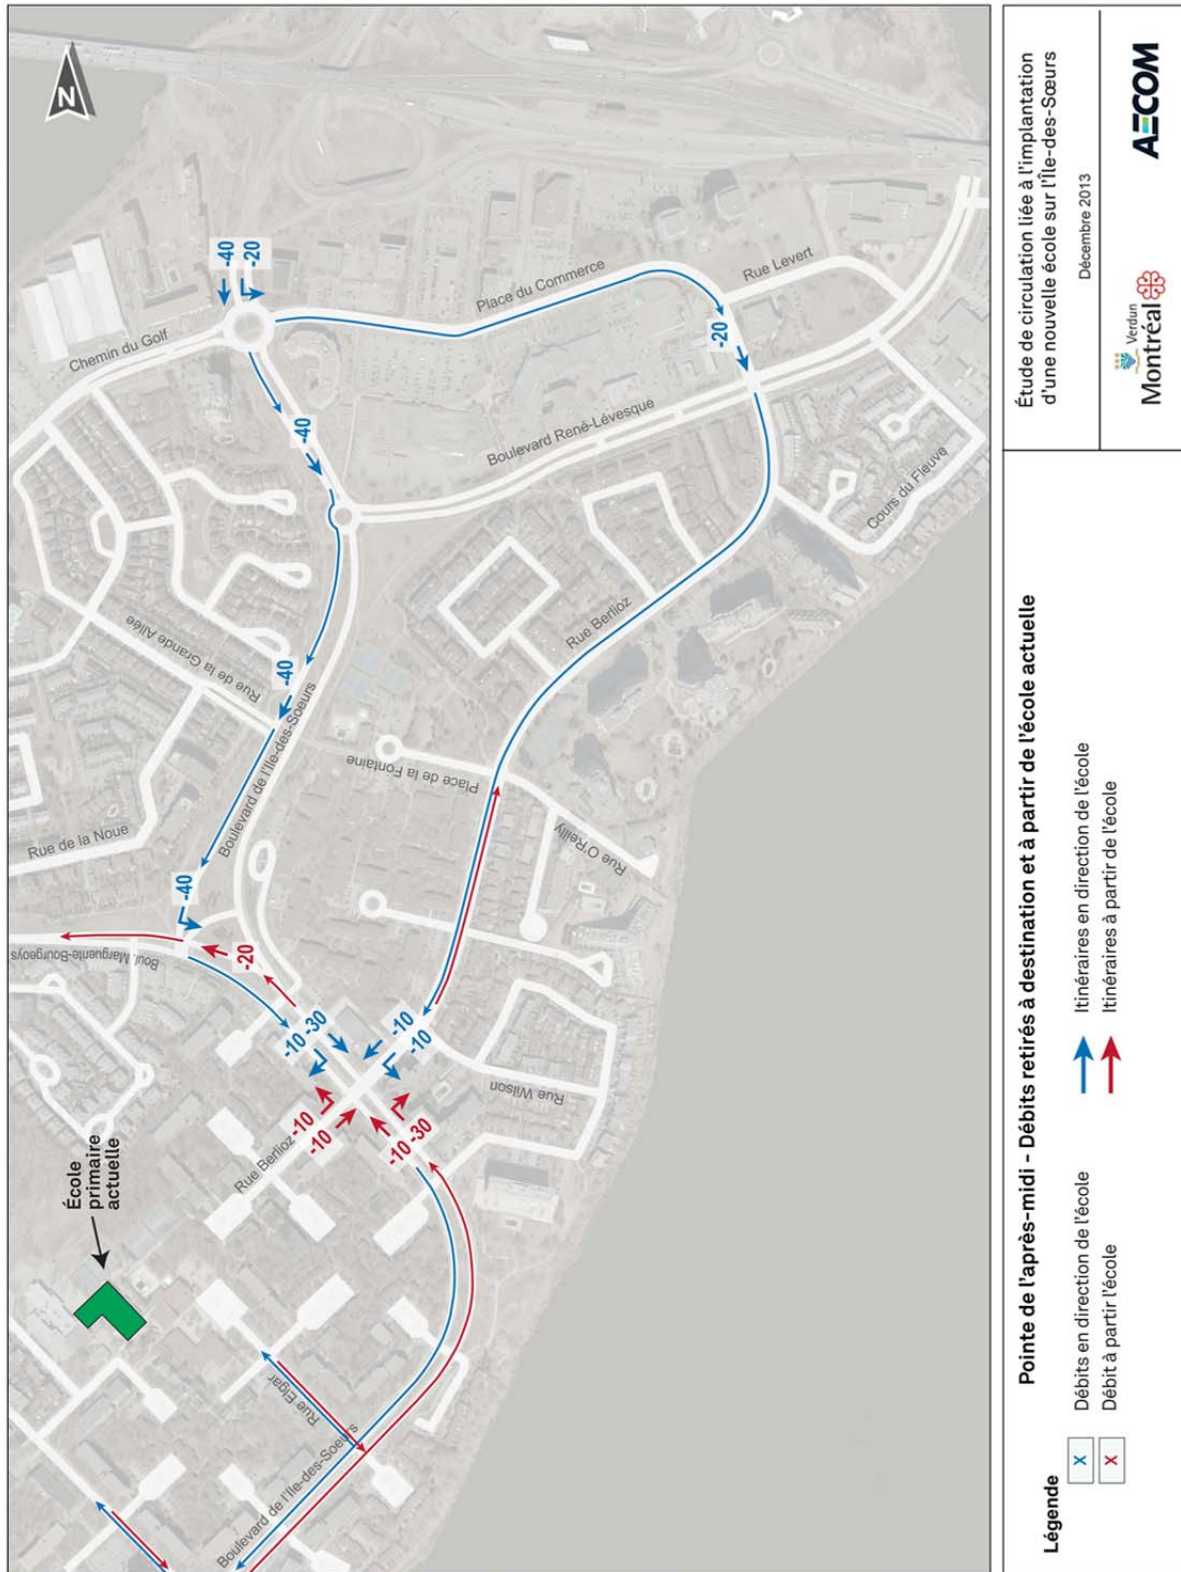 N
École
primaire
actuelle
Chemin du Golf
-40
-20
Place du Commerce
Rue Levert
-20
Boulevard René-Lévesque
Cours du Fleuve
-40
Rue de la Grande Allée
-40
Boulevard de l'Ile-des-Soeurs
Rue de la Noue
Place de la Fontaine
Rue O'Reilly
Rue Berlioz
-40
Boul. Marguerite-Bourgeoys
-20
-10 -30
-10
-10
Rue Wilson
Rue Berlioz
-10
-10
-10 -30
Rue Elgar
Boulevard de l'Ile-des-Soeurs
Légende
Pointe de l'après-midi - Débits retirés à destination et à partir de l'école actuelle
X Débits en direction de l'école
Itinéraires en direction de l'école
X Débit à partir l'école
Itinéraires à partir de l'école
Étude de circulation liée à l'implantation
d'une nouvelle école sur l'Île-des-Sœurs
Décembre 2013
Verdun
Montréal
AECOM